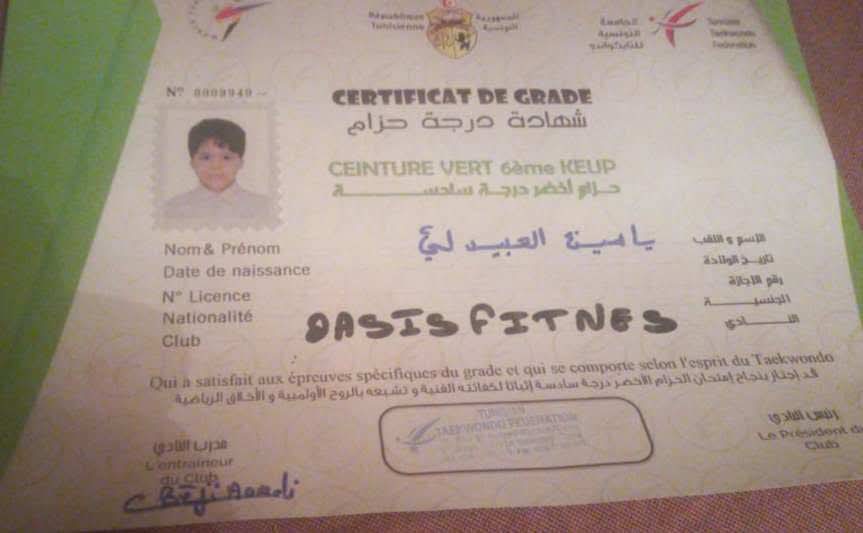 République
Tunisienne
الجمهورية
التونسية
الجامعة
التونسية
للتايكواندو
Tunisian
Taekwondo
Federation
N° 0009949
CERTIFICAT DE GRADE
شهادة درجة حزام
CEINTURE VERT 6ème KEUP
حزام أخضر درجة سادسة
Nom & Prénom
ياسين العبيدلي
الإسم و اللقب
Date de naissance
تاريخ الولادة
N° Licence
رقم الإجازة
Nationalité
الجنسية
Club
OASIS FITNES
النادي
Qui a satisfait aux épreuves spécifiques du grade et qui se comporte selon l'esprit du Taekwondo
قد إجتاز بنجاح إمتحان الحزام الأخضر درجة سادسة إثباتا لكفائته الفنية و تشبعه بالروح الأولمبية و الأخلاق الرياضية
TUNISIAN
TAEKWONDO FEDERATION
مدرب النادي
L'entraineur
du Club
رئيس النادي
Le Président du
Club